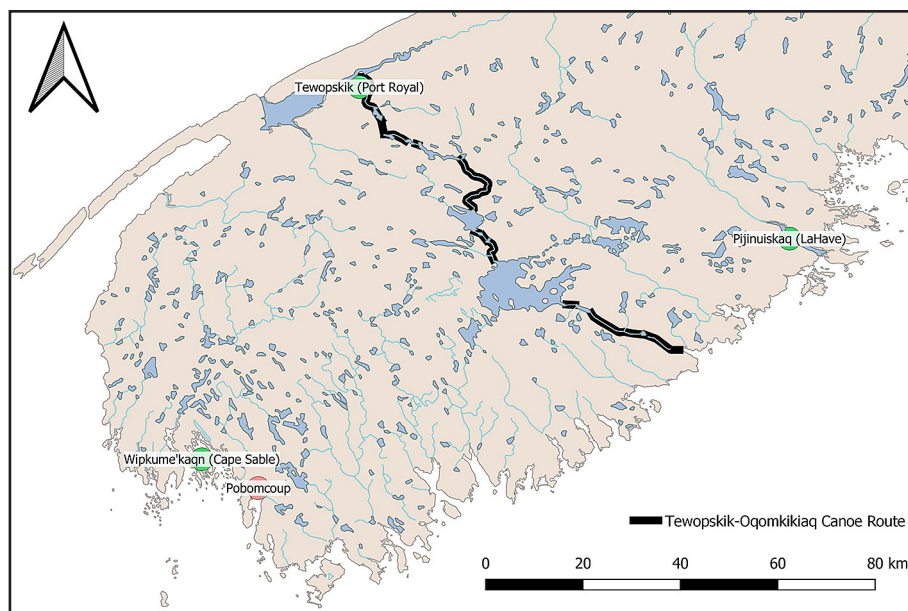 Tewopskik (Port Royal)
Pijinuiskaq (LaHave)
Wipkume'kaqn (Cape Sable)
Pobomcoup
Tewopskik-Oqomkikiaq Canoe Route
0 20 40 60 80 km